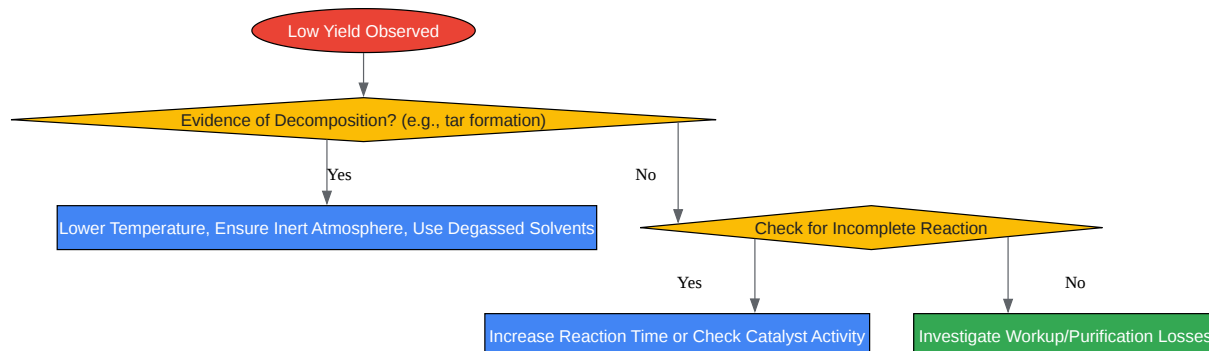 Low Yield Observed
Evidence of Decomposition? (e.g., tar formation)
Yes
No
Lower Temperature, Ensure Inert Atmosphere, Use Degassed Solvents
Check for Incomplete Reaction
Yes
No
Increase Reaction Time or Check Catalyst Activity
Investigate Workup/Purification Losses